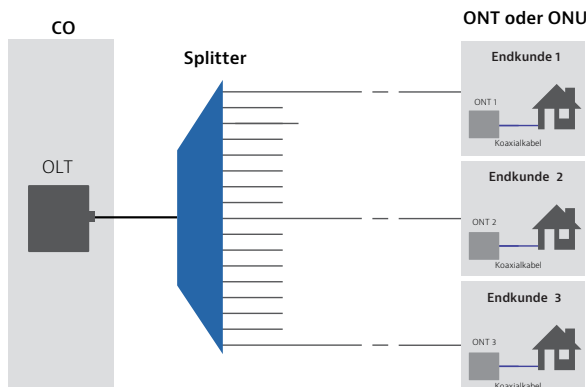 CO
OLT
Splitter
ONT oder ONU
Endkunde 1
ONT 1
Koaxialkabel
Endkunde 2
ONT 2
Koaxialkabel
Endkunde 3
ONT 3
Koaxialkabel